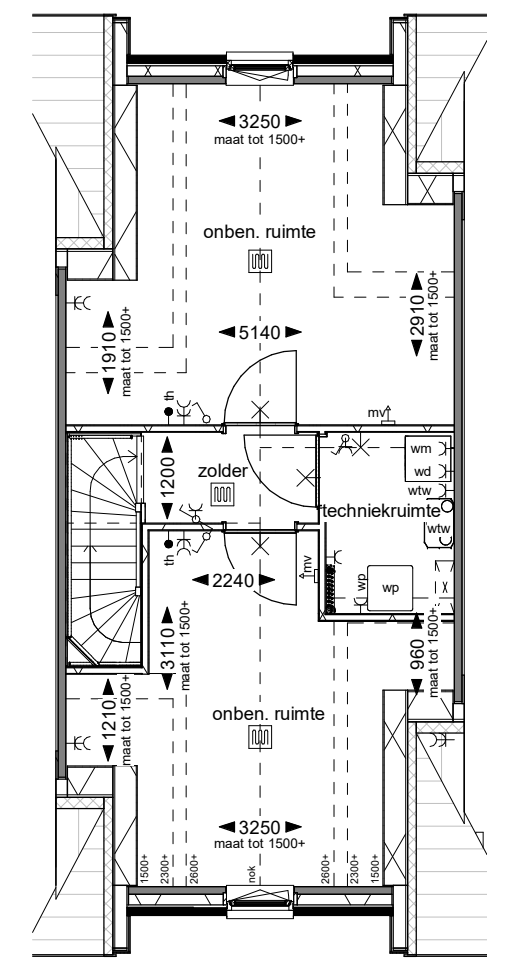 3250
maat tot 1500+
onben. ruimte
2910
maat tot 1500+
1910
maat tot 1500+
5140
th
mv
wm
zolder
wd
1200
wtw
techniekruimte
wtw
th
mv
2240
wp
wp
3110
maat tot 1500+
960
maat tot 1500+
1210
maat tot 1500+
onben. ruimte
3250
maat tot 1500+
1500+
2300+
2600+
nok
2600+
2300+
1500+